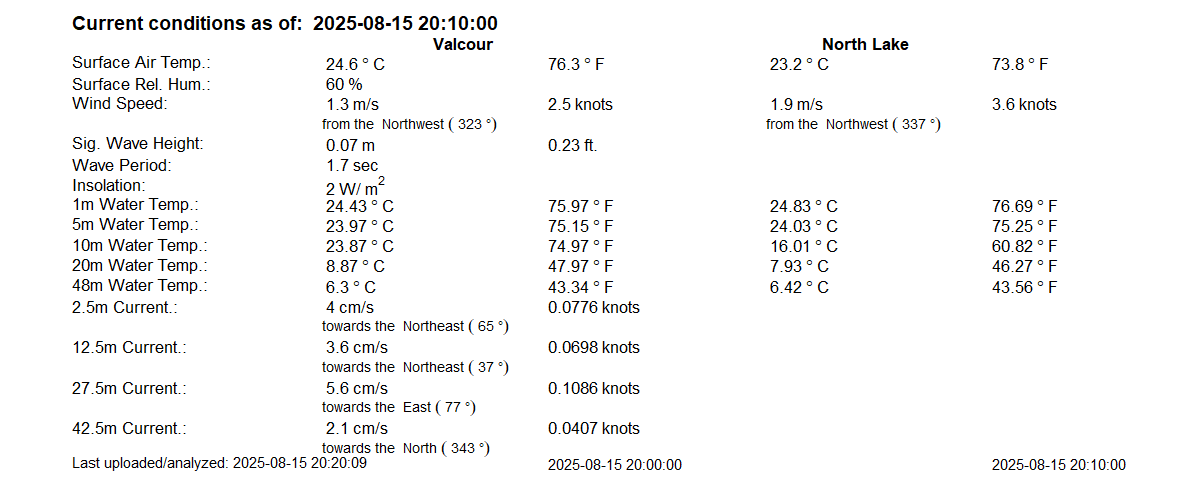 Current conditions as of: 2025-08-15 20:10:00
Valcour North Lake
Surface Air Temp.: 24.6 ° C 76.3 ° F 23.2 ° C 73.8 ° F
Surface Rel. Hum.: 60 %
Wind Speed: 1.3 m/s 2.5 knots 1.9 m/s 3.6 knots
from the Northwest ( 323 °) from the Northwest ( 337 °)
Sig. Wave Height: 0.07 m 0.23 ft.
Wave Period: 1.7 sec
Insolation: 2 W/ m²
1m Water Temp.: 24.43 ° C 75.97 ° F 24.83 ° C 76.69 ° F
5m Water Temp.: 23.97 ° C 75.15 ° F 24.03 ° C 75.25 ° F
10m Water Temp.: 23.87 ° C 74.97 ° F 16.01 ° C 60.82 ° F
20m Water Temp.: 8.87 ° C 47.97 ° F 7.93 ° C 46.27 ° F
48m Water Temp.: 6.3 ° C 43.34 ° F 6.42 ° C 43.56 ° F
2.5m Current.: 4 cm/s 0.0776 knots
towards the Northeast ( 65 °)
12.5m Current.: 3.6 cm/s 0.0698 knots
towards the Northeast ( 37 °)
27.5m Current.: 5.6 cm/s 0.1086 knots
towards the East ( 77 °)
42.5m Current.: 2.1 cm/s 0.0407 knots
towards the North ( 343 °)
Last uploaded/analyzed: 2025-08-15 20:20:09 2025-08-15 20:00:00 2025-08-15 20:10:00